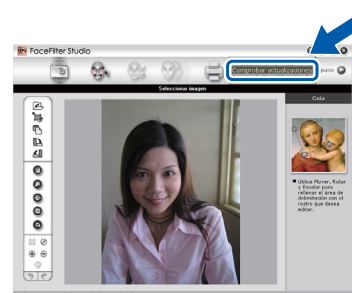 FaceFilter Studio
Comprobar actualizaciones
paso
Seleccionar imagen
Guía
Utilice Mover, Rotar
y Escalar para
rellenar el área de
delimitación con el
rostro que desea
editar.